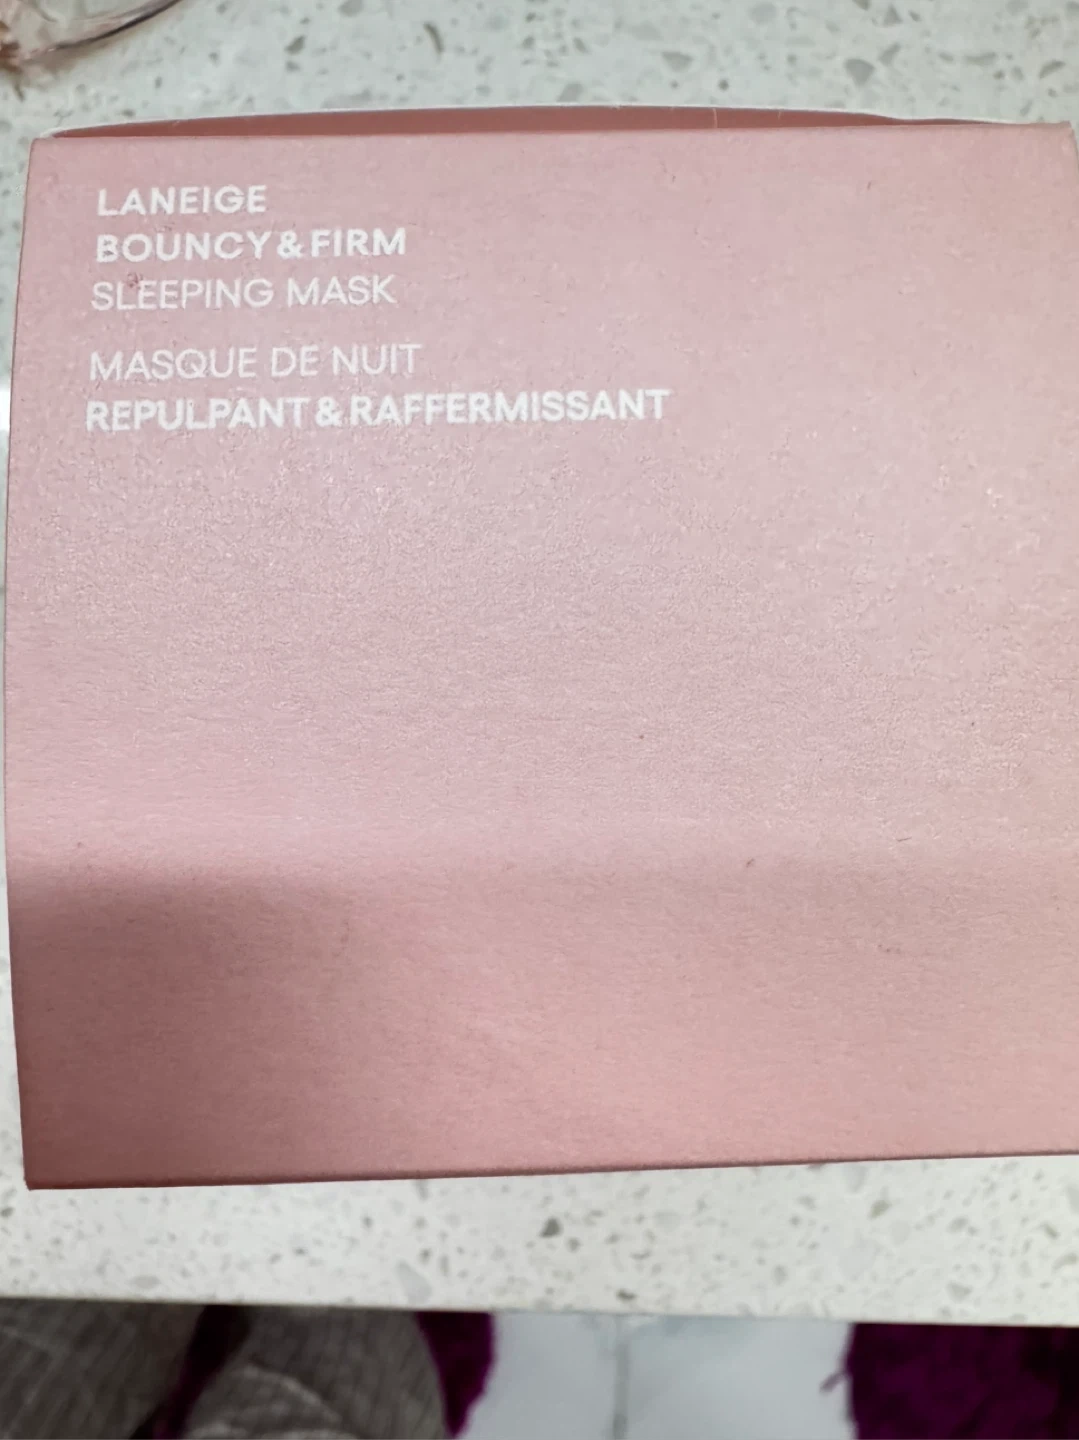 LANEIGE
BOUNCY & FIRM
SLEEPING MASK
MASQUE DE NUIT
REPULPANT & RAFFERMISSANT